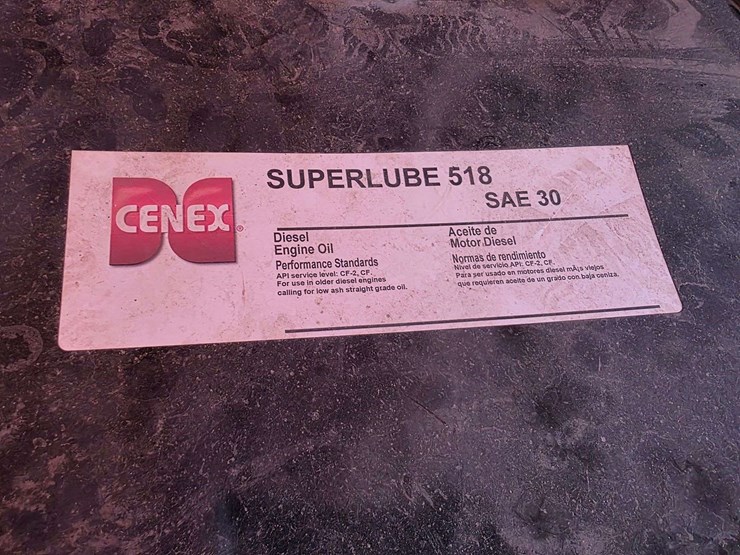 CENEX®
SUPERLUBE 518
SAE 30
Diesel
Engine Oil
Performance Standards
API service level: CF-2, CF.
For use in older diesel engines
calling for low ash straight grade oil.
Aceite de
Motor Diesel
Normas de rendimiento
Nivel de servicio API: CF-2, CF.
Para ser usado en motores diesel mÃ¡s viejos
que requieren aceite de un grado con baja ceniza.